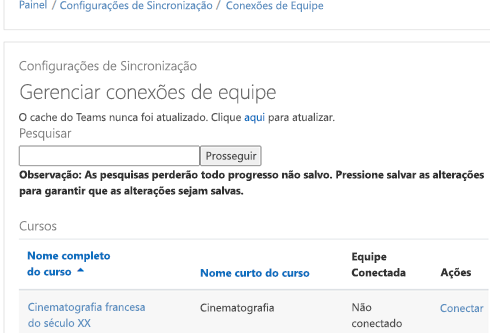 Painel / Configurações de Sincronização / Conexões de Equipe
Configurações de Sincronização
Gerenciar conexões de equipe
O cache do Teams nunca foi atualizado. Clique aqui para atualizar.
Pesquisar
Prosseguir
Observação: As pesquisas perderão todo progresso não salvo. Pressione salvar as alterações
para garantir que as alterações sejam salvas.
Cursos
Nome completo
do curso
Nome curto do curso
Equipe
Conectada
Ações
Cinematografia francesa
do século XX
Cinematografia
Não
conectado
Conectar